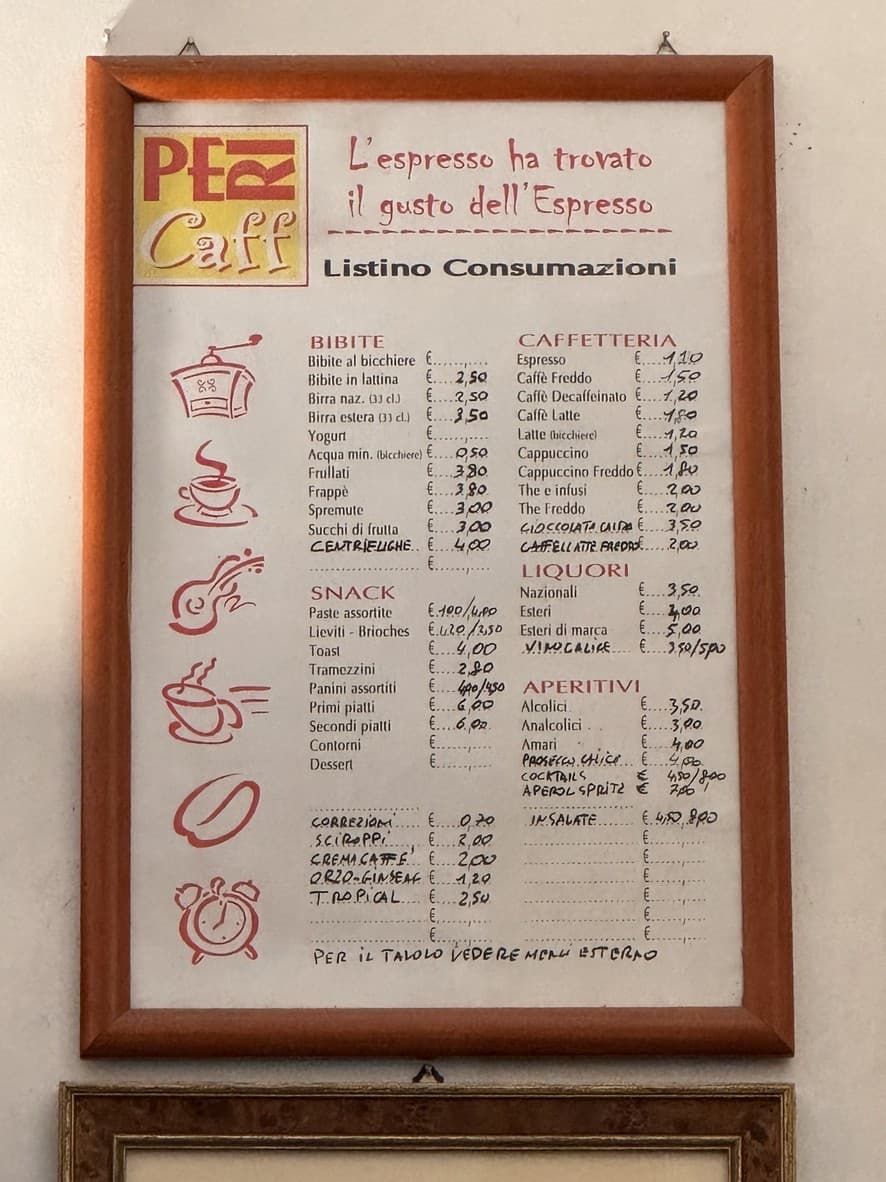 PERI
Caff
L'espresso ha trovato
il gusto dell'Espresso
Listino Consumazioni
BIBITE
Bibite al bicchiere €.....,.....
Bibite in lattina €....2,50
Birra naz. (33 cl.) €....2,50
Birra estera (33 cl.) €....3,50
Yogurt €.....,.....
Acqua min. (bicchiere) €....0,50
Frullati €....3,80
Frappè €....3,80
Spremute €....3,00
Succhi di frutta €....3,00
CENTRIFUGHE.. €....4,00
..................... €.....,.....
SNACK
Paste assortite €.1,00/4,00
Lieviti - Brioches €.1,20/3,50
Toast €....4,00
Tramezzini €....2,80
Panini assortiti €....4,00/4,50
Primi piatti €....6,00
Secondi piatti €....6,00
Contorni €.....,.....
Dessert €.....,.....
CORREZIONI €....0,70
SCIROPPI €....2,00
CREMA CAFFE' €....2,00
ORZO-GINSENG €....1,20
TROPICAL €....2,50
€.....,.....
€.....,.....
CAFFETTERIA
Espresso €....1,10
Caffè Freddo €....1,50
Caffè Decaffeinato €....1,20
Caffè Latte €....1,80
Latte (bicchiere) €....1,20
Cappuccino €....1,50
Cappuccino Freddo €....1,80
The e infusi €....2,00
The Freddo €....2,00
CIOCCOLATA CALDA €....3,50
CAFFELLATTE FREDDO €....2,00
LIQUORI
Nazionali €....3,50
Esteri €....4,00
Esteri di marca €....5,00
VINO CALICE €....3,50/5,00
APERITIVI
Alcolici €....3,50
Analcolici €....3,00
Amari €....4,00
PROSECCO CALICE €....4,00
COCKTAILS € 4,50/8,00
APEROL SPRITZ € 7,00
INSALATE €.4,50,8,00
€.....,....
€.....,....
€.....,....
€.....,....
€.....,....
€.....,....
PER IL TAVOLO VEDERE MENÙ ESTERNO